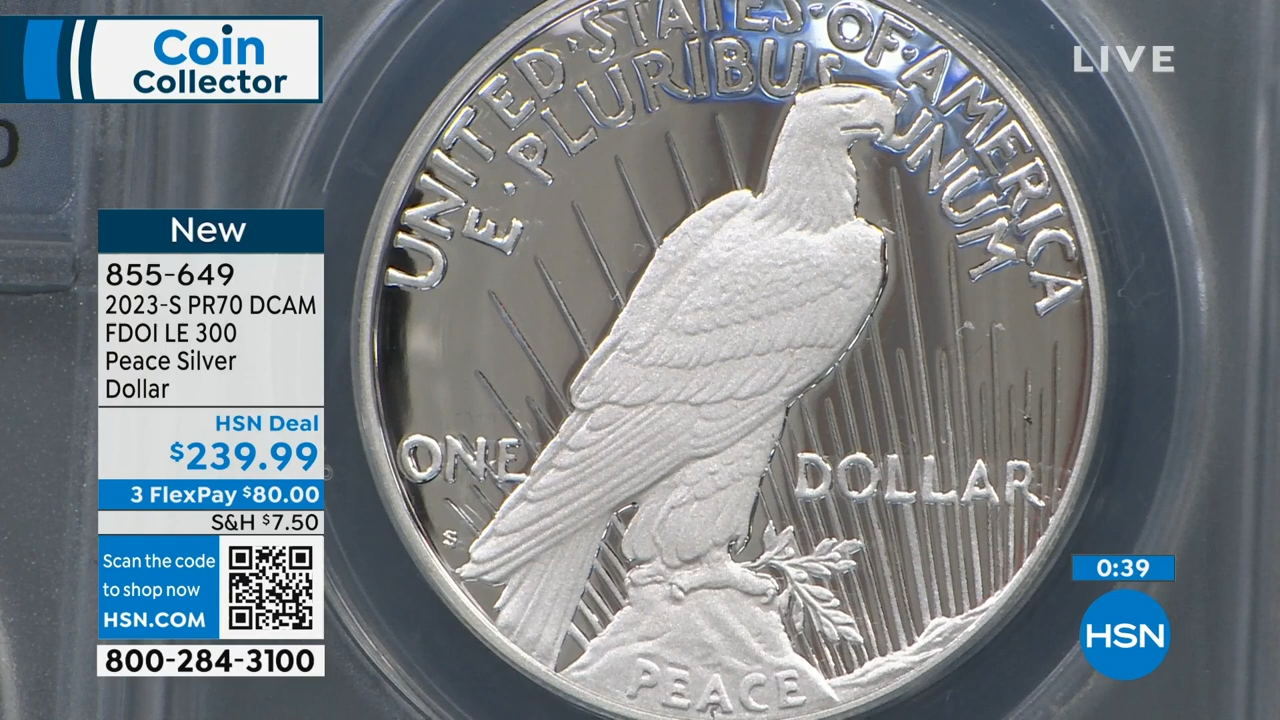 Coin
Collector
LIVE
New
855-649
2023-S PR70 DCAM
FDOI LE 300
Peace Silver
Dollar
HSN Deal
$239.99
3 FlexPay $80.00
S&H $7.50
Scan the code
to shop now
HSN.COM
800-284-3100
UNITED·STATES·OF·AMERICA
E·PLURIBUS UNUM
ONE DOLLAR
S
PEACE
0:39
HSN